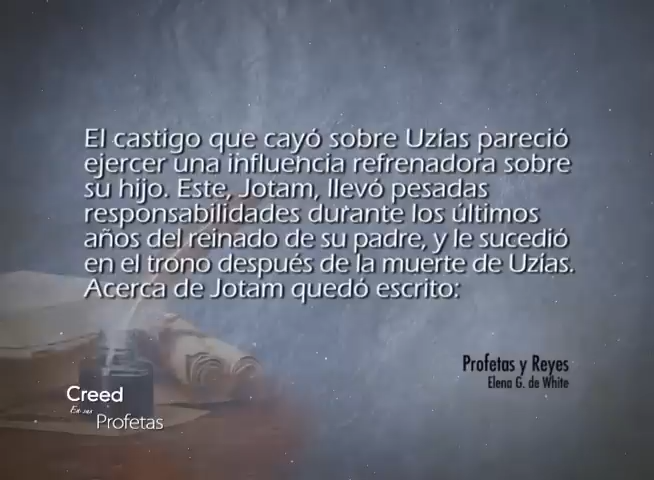 El castigo que cayó sobre Uzías pareció
ejercer una influencia refrenadora sobre
su hijo. Este, Jotam, llevó pesadas
responsabilidades durante los últimos
años del reinado de su padre, y le sucedió
en el trono después de la muerte de Uzías.
Acerca de Jotam quedó escrito:
Profetas y Reyes
Elena G. de White
Creed
En sus
Profetas